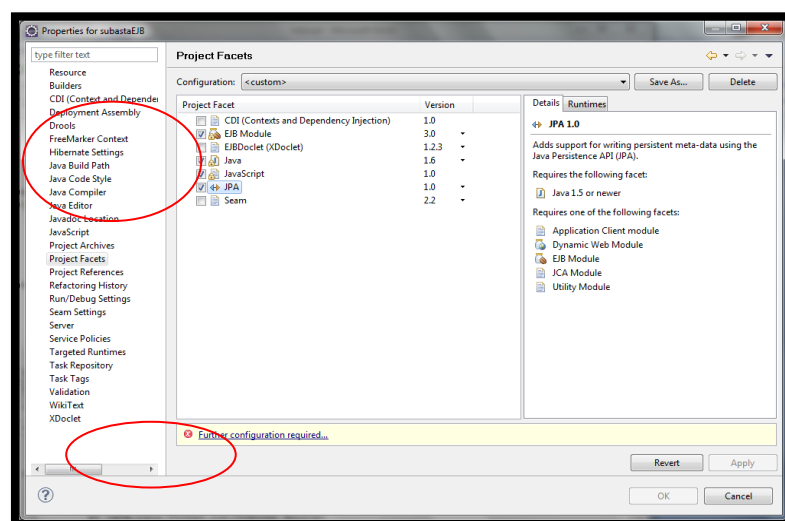 Properties for subastaEJB
type filter text
Project Facets
Resource
Builders
CDI (Context and Depender
Deployment Assembly
Drools
FreeMarker Context
Hibernate Settings
Java Build Path
Java Code Style
Java Compiler
Java Editor
Javadoc Location
JavaScript
Project Archives
Project Facets
Project References
Refactoring History
Run/Debug Settings
Seam Settings
Server
Service Policies
Targeted Runtimes
Task Repository
Task Tags
Validation
WikiText
XDoclet
Configuration: <custom> Save As... Delete
Project Facet Version
CDI (Contexts and Dependency Injection) 1.0
EJB Module 3.0
EJBDoclet (XDoclet) 1.2.3
Java 1.6
JavaScript 1.0
JPA 1.0
Seam 2.2
Details Runtimes
JPA 1.0
Adds support for writing persistent meta-data using the
Java Persistence API (JPA).
Requires the following facet:
Java 1.5 or newer
Requires one of the following facets:
Application Client module
Dynamic Web Module
EJB Module
JCA Module
Utility Module
Further configuration required...
Revert Apply
OK Cancel